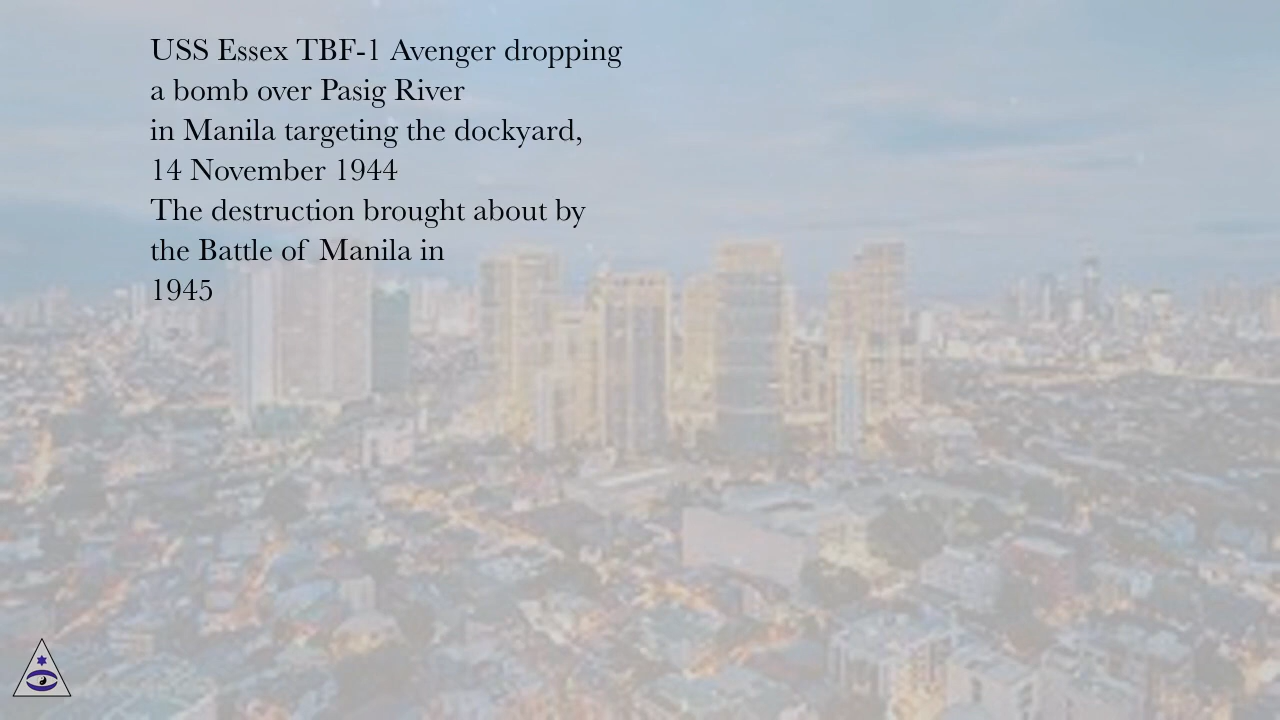 USS Essex TBF-1 Avenger dropping
a bomb over Pasig River
in Manila targeting the dockyard,
14 November 1944
The destruction brought about by
the Battle of Manila in
1945